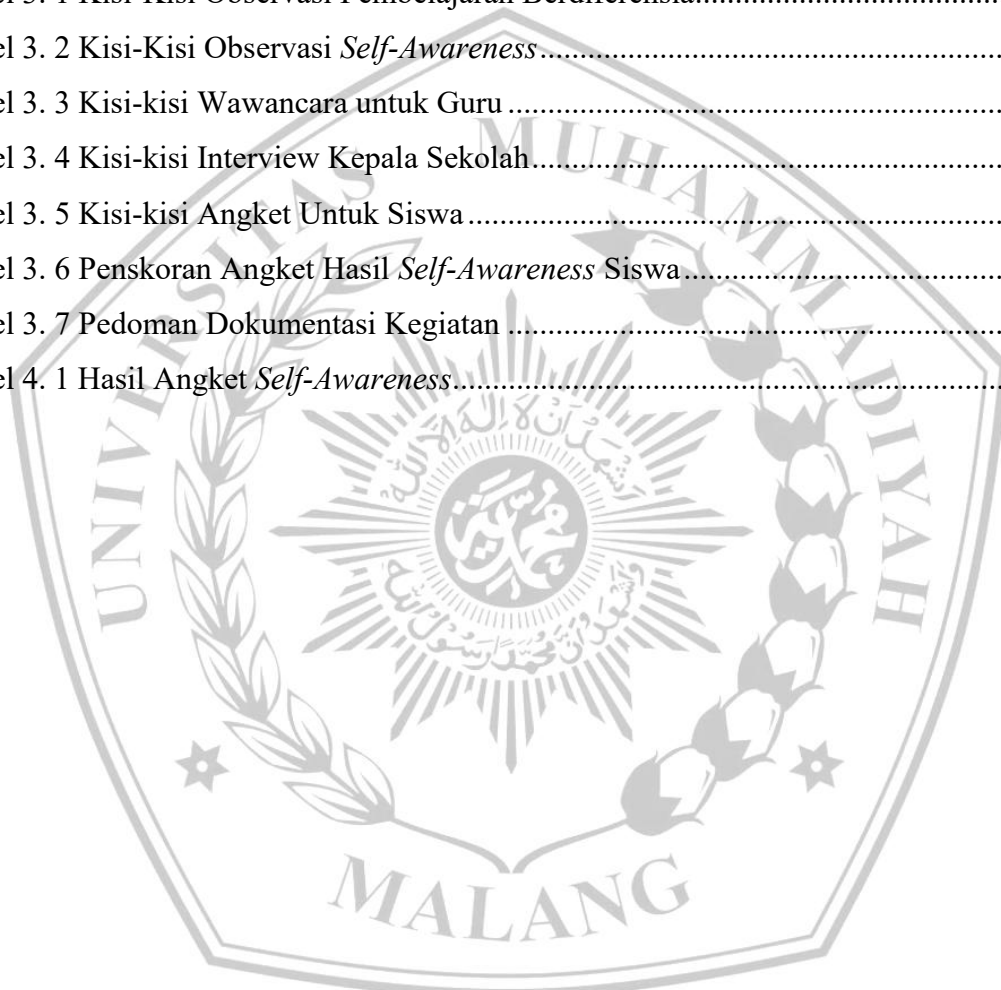 el 3. 1 Kisi-Kisi Observasi Pembelajaran Berdifferensia.......................................
el 3. 2 Kisi-Kisi Observasi Self-Awareness..........................................................
el 3. 3 Kisi-kisi Wawancara untuk Guru ..............................................................
el 3. 4 Kisi-kisi Interview Kepala Sekolah...........................................................
el 3. 5 Kisi-kisi Angket Untuk Siswa ...................................................................
el 3. 6 Penskoran Angket Hasil Self-Awareness Siswa........................................
el 3. 7 Pedoman Dokumentasi Kegiatan ..............................................................
el 4. 1 Hasil Angket Self-Awareness.....................................................................
UNIVERSITAS MUHAMMADIYAH
MALANG